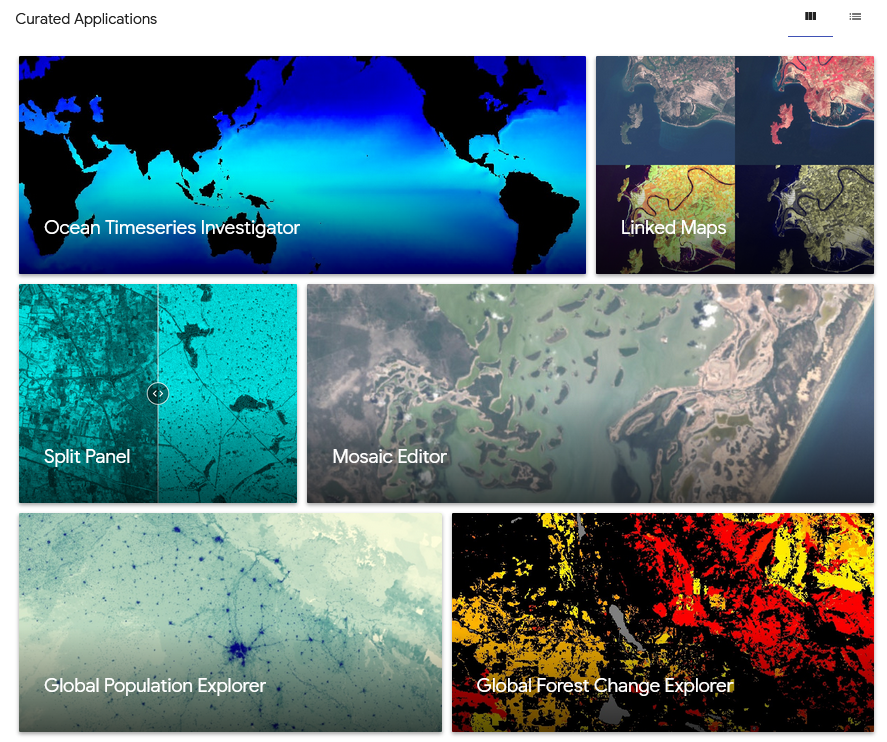 Curated Applications
Ocean Timeseries Investigator
Linked Maps
Split Panel
Mosaic Editor
Global Population Explorer
Global Forest Change Explorer